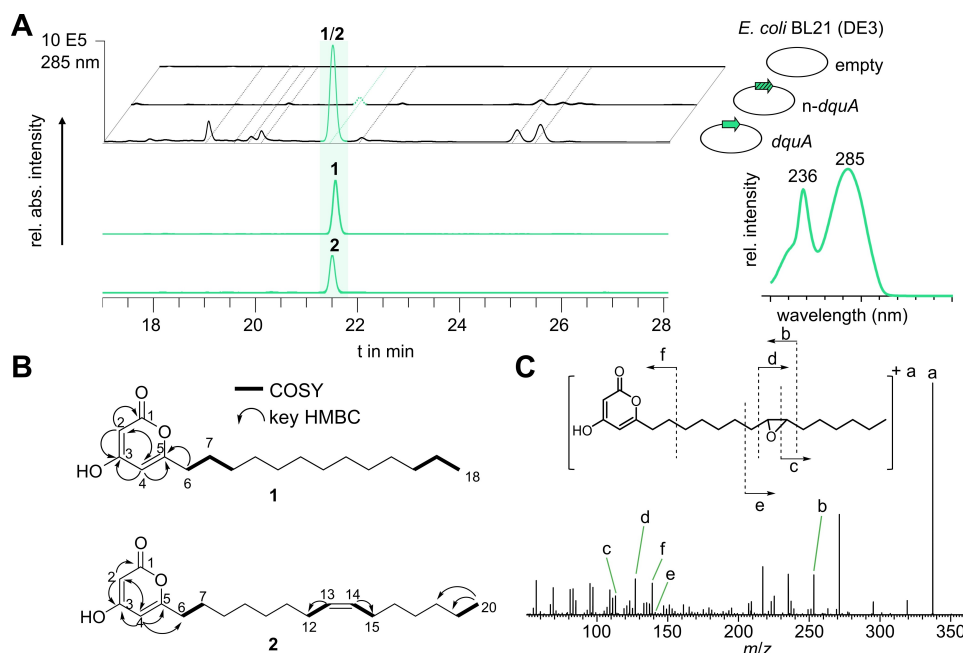 A
10 E5
285 nm
1/2
E. coli BL21 (DE3)
empty
n-dquA
dquA
rel. abs. intensity
1
2
18
20
22
24
26
28
t in min
rel. intensity
236
285
wavelength (nm)
B
COSY
key HMBC
O
1
2
O
3
5
7
HO
4
6
18
1
O
1
2
O
3
5
7
13
14
20
HO
4
6
12
15
2
C
b
f
d
+ a
a
O
O
HO
O
c
e
d
b
c
f
e
100
150
200
250
300
350
m/z